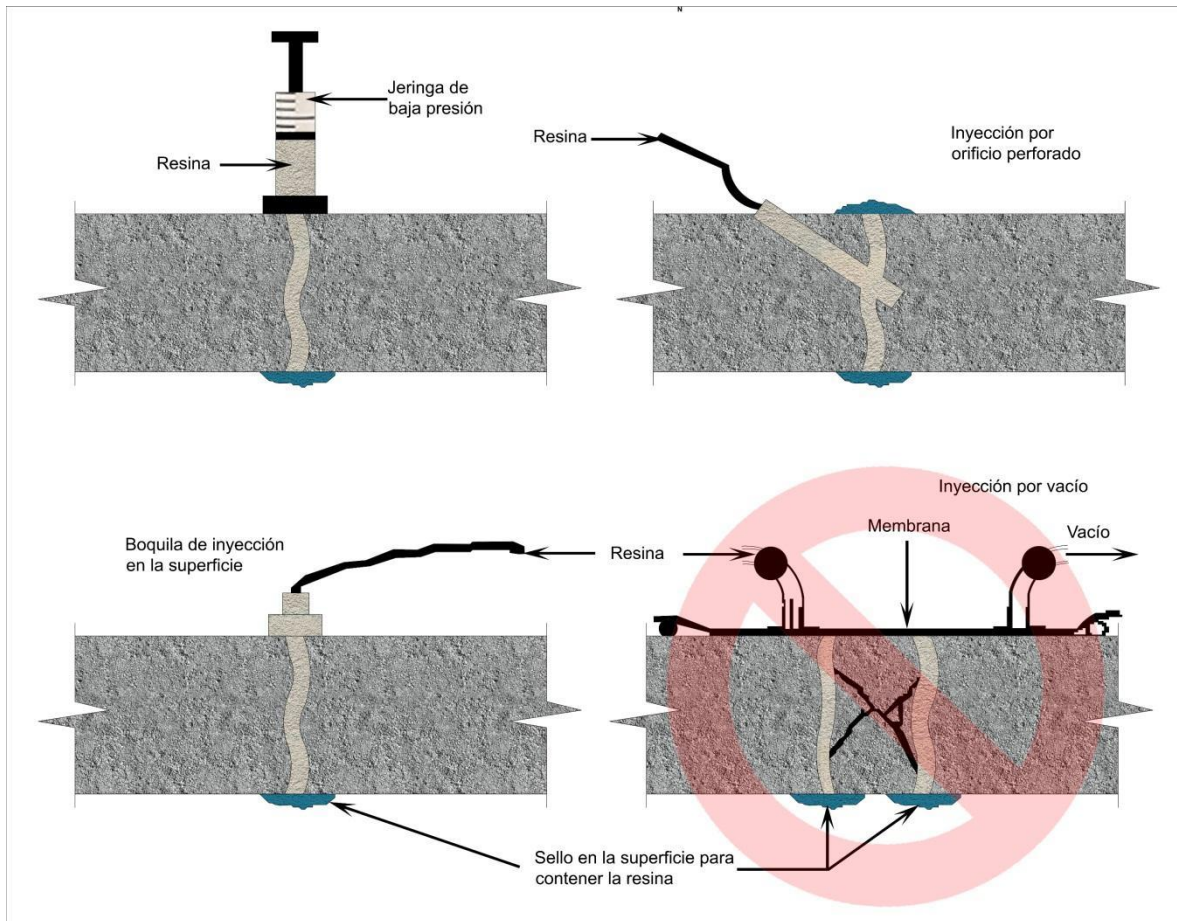 N
Jeringa de
baja presión
Resina
Resina
Inyección por
orificio perforado
Boquila de inyección
en la superficie
Resina
Inyección por vacío
Membrana
Vacío
Sello en la superficie para
contener la resina